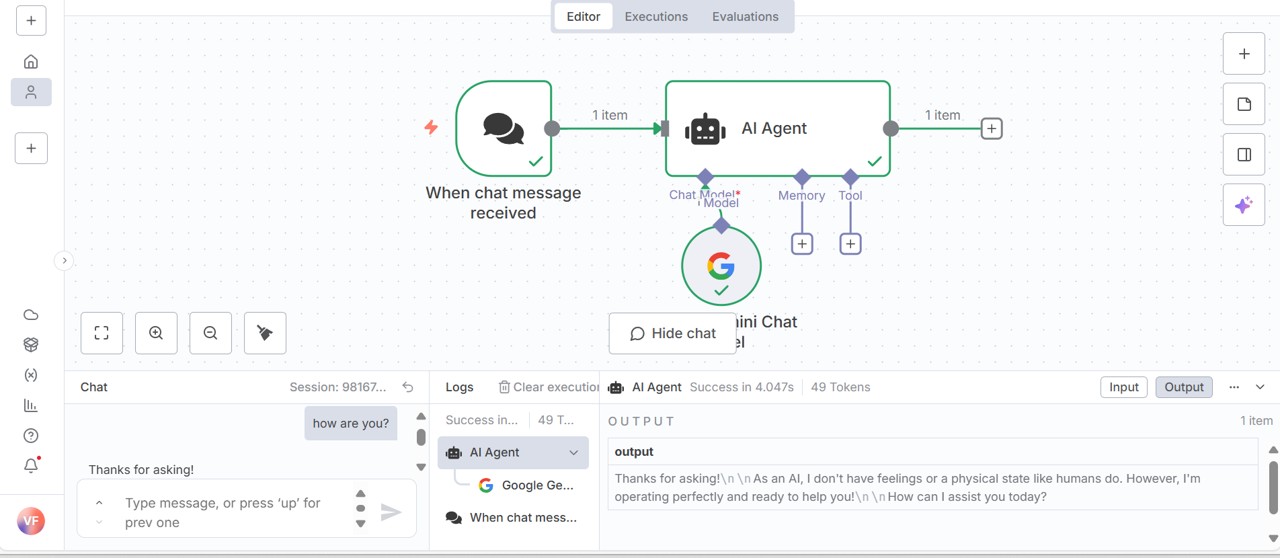 Editor Executions Evaluations
1 item
1 item
AI Agent
When chat message
received
Chat Model*
Model
Memory
Tool
Hide chat
ini Chat
el
Chat
Session: 98167...
how are you?
Thanks for asking!
Type message, or press ‘up’ for
prev one
VF
Logs
Clear execution
Success in...
49 T...
AI Agent
Google Ge...
When chat mess...
AI Agent Success in 4.047s 49 Tokens
Input Output
OUTPUT
1 item
output
Thanks for asking!\n\nAs an AI, I don't have feelings or a physical state like humans do. However, I'm
operating perfectly and ready to help you!\n\nHow can I assist you today?